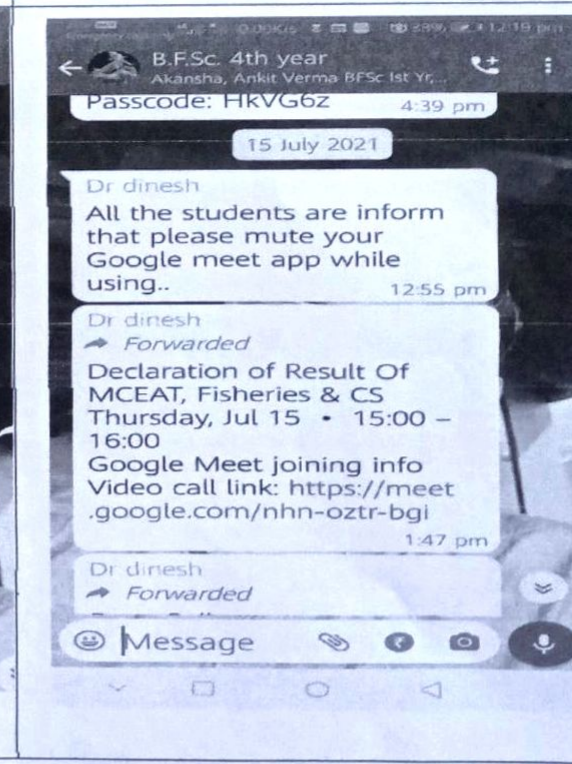 12:19 pm
B.F.Sc. 4th year
Akansha, Ankit Verma BFSc Ist Yr,...
Passcode: HkVG6z
4:39 pm
15 July 2021
Dr dinesh
All the students are inform
that please mute your
Google meet app while
using..
12:55 pm
Dr dinesh
Forwarded
Declaration of Result Of
MCEAT, Fisheries & CS
Thursday, Jul 15 • 15:00 –
16:00
Google Meet joining info
Video call link: https://meet
.google.com/nhn-oztr-bgi
1:47 pm
Dr dinesh
Forwarded
Message